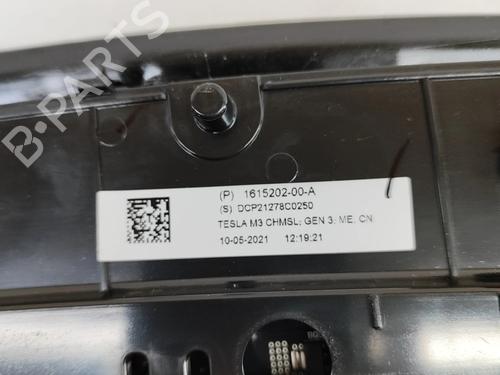 B-PARTS
(P) 1615202-00-A
(S) DCP21278C0250
TESLA M3 CHMSL; GEN 3; ME, CN
10-05-2021 12:19:21